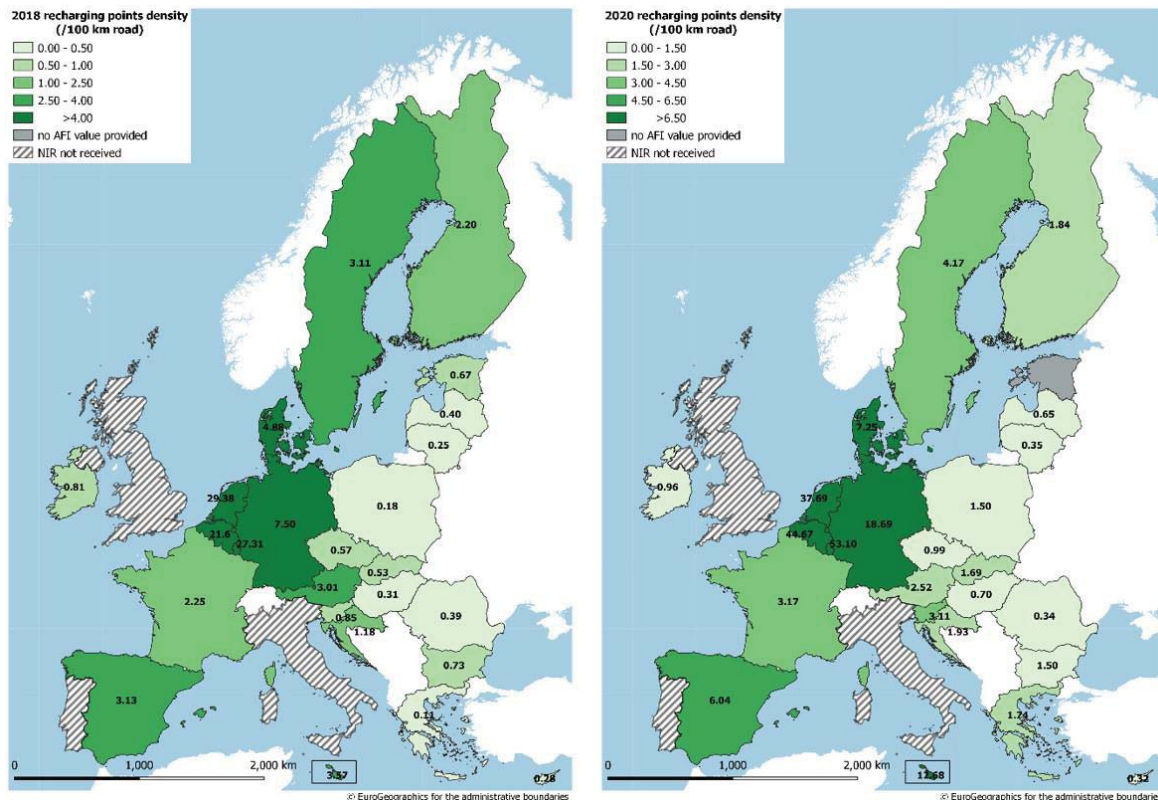 2018 recharging points density
(/100 km road)
0.00 - 0.50
0.50 - 1.00
1.00 - 2.50
2.50 - 4.00
>4.00
no AFI value provided
NIR not received
2.20
3.11
0.67
0.40
4.88
0.25
0.81
29.38
7.50
0.18
21.6
27.31
0.57
0.53
3.01
0.31
2.25
0.39
0.85
1.18
0.73
3.13
0.11
0
1,000
2,000 km
3.57
0.28
© EuroGeographics for the administrative boundaries
2020 recharging points density
(/100 km road)
0.00 - 1.50
1.50 - 3.00
3.00 - 4.50
4.50 - 6.50
>6.50
no AFI value provided
NIR not received
1.84
4.17
0.65
7.25
0.35
0.96
37.69
18.69
1.50
44.67
53.10
0.99
1.69
2.52
0.70
3.17
0.34
3.11
1.93
1.50
6.04
1.74
0
1,000
2,000 km
12.68
0.32
© EuroGeographics for the administrative boundaries